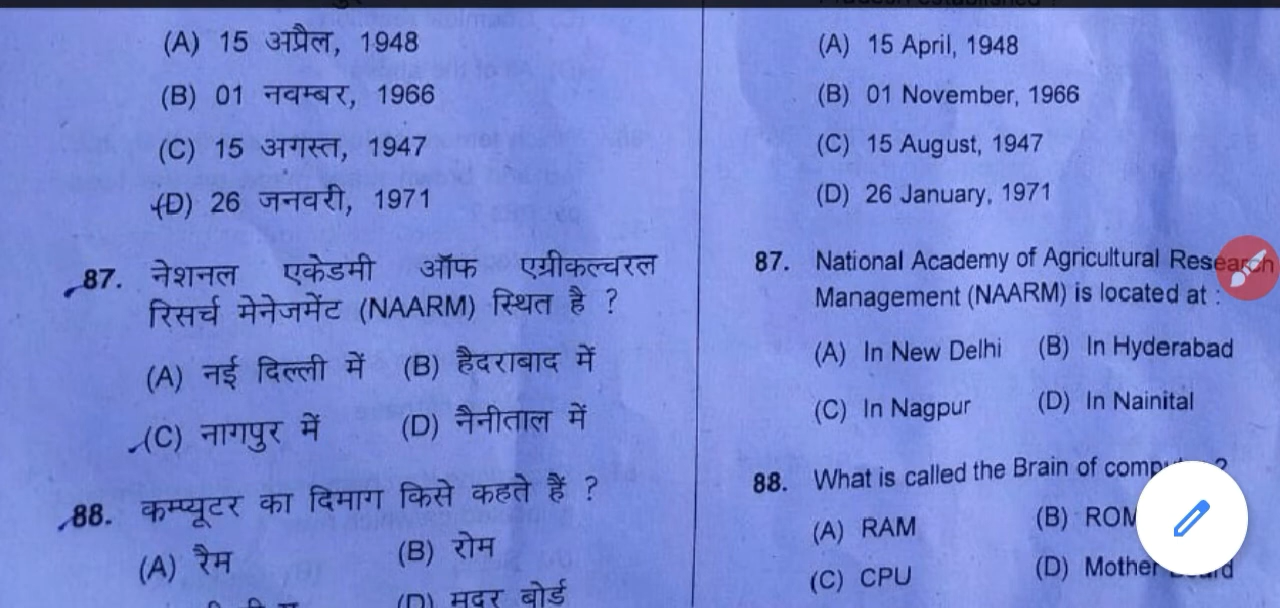 (A) 15 अप्रैल, 1948
(B) 01 नवम्बर, 1966
(C) 15 अगस्त, 1947
(D) 26 जनवरी, 1971
87. नेशनल एकेडमी ऑफ एग्रीकल्चरल
रिसर्च मेनेजमेंट (NAARM) स्थित है ?
(A) नई दिल्ली में (B) हैदराबाद में
(C) नागपुर में (D) नैनीताल में
88. कम्प्यूटर का दिमाग किसे कहते हैं ?
(A) रैम (B) रोम
(D) मदर बोर्ड
(A) 15 April, 1948
(B) 01 November, 1966
(C) 15 August, 1947
(D) 26 January, 1971
87. National Academy of Agricultural Research
Management (NAARM) is located at :
(A) In New Delhi (B) In Hyderabad
(C) In Nagpur (D) In Nainital
88. What is called the Brain of ?
(A) RAM (B) ROM
(C) CPU (D) Mother